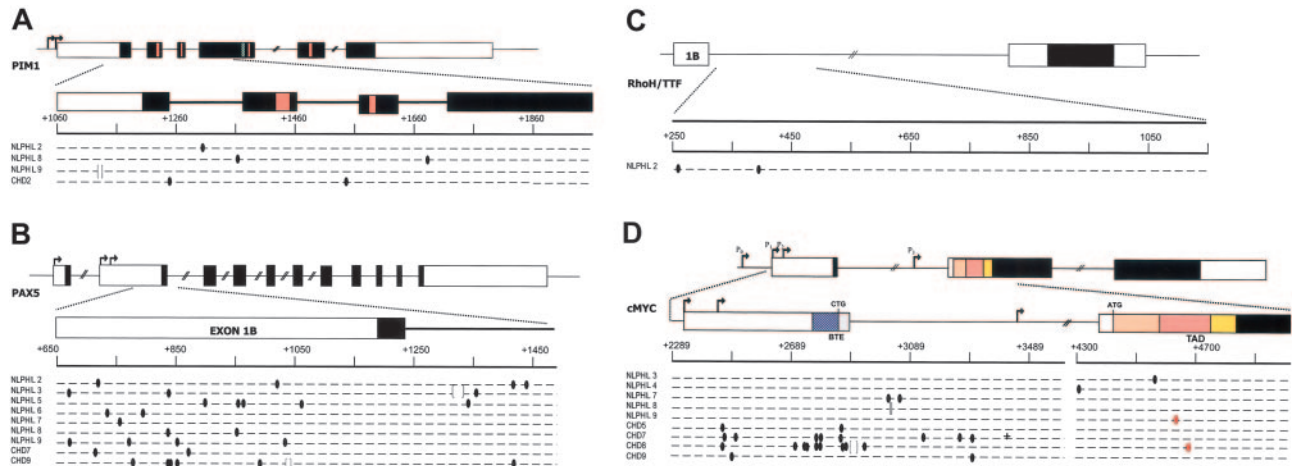 A
PIM1
+1060 +1260 +1460 +1660 +1860
NLPHL 2
NLPHL 8
NLPHL 9
CHD2
B
PAX5
EXON 1B
+650 +850 +1050 +1250 +1450
NLPHL 2
NLPHL 3
NLPHL 5
NLPHL 6
NLPHL 7
NLPHL 8
NLPHL 9
CHD7
CHD9
C
1B
RhoH/TTF
+250 +450 +650 +850 1050
NLPHL 2
D
P0 P1 P2 P3
cMYC
CTG ATG
BTE TAD
+2289 +2689 +3089 +3489 +4300 +4700
NLPHL 3
NLPHL 4
NLPHL 7
NLPHL 8
NLPHL 9
CHD5
CHD7
CHD8
CHD9